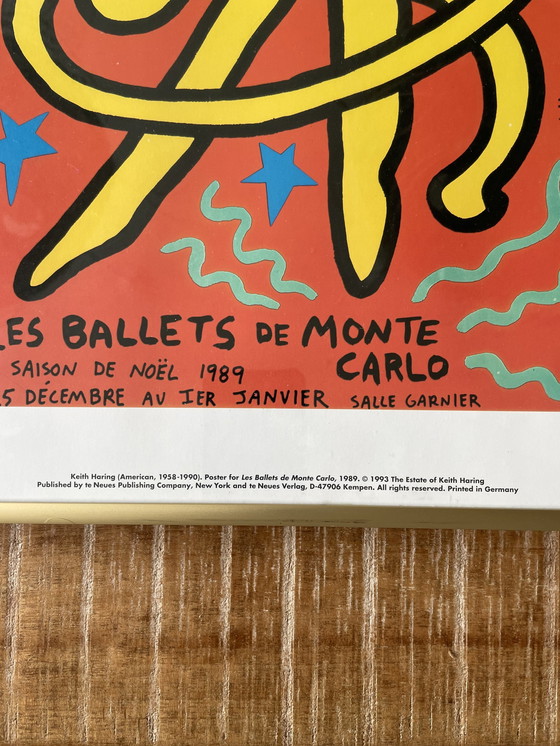 LES BALLETS DE MONTE
CARLO
SAISON DE NOËL 1989
25 DÉCEMBRE AU IER JANVIER SALLE GARNIER
Keith Haring (American, 1958-1990). Poster for Les Ballets de Monte Carlo, 1989. © 1993 The Estate of Keith Haring
Published by te Neues Publishing Company, New York and te Neues Verlag, D-47906 Kempen. All rights reserved. Printed in Germany